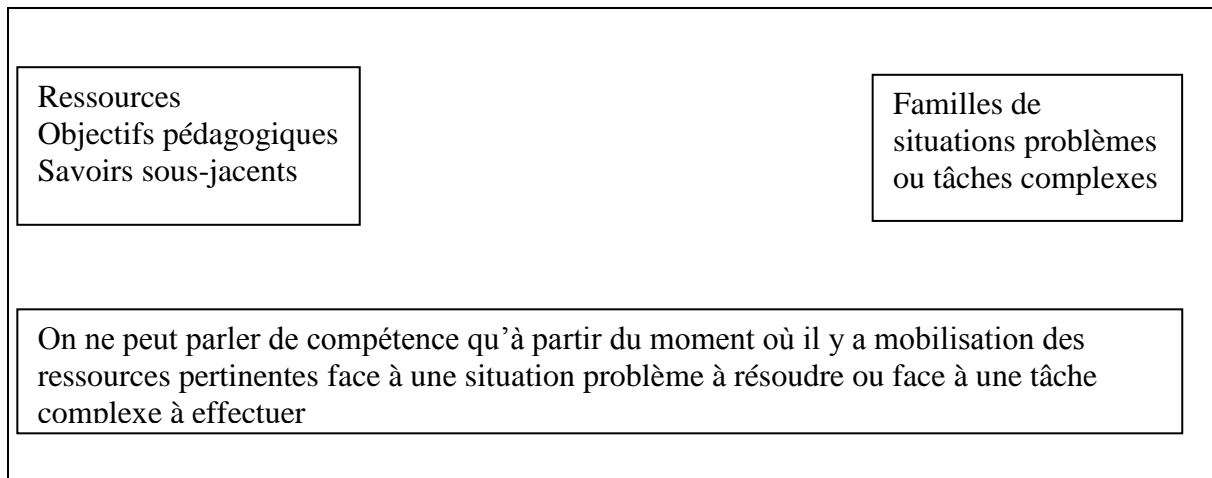 Ressources
Objectifs pédagogiques
Savoirs sous-jacents
Familles de
situations problèmes
ou tâches complexes
On ne peut parler de compétence qu’à partir du moment où il y a mobilisation des
ressources pertinentes face à une situation problème à résoudre ou face à une tâche
complexe à effectuer